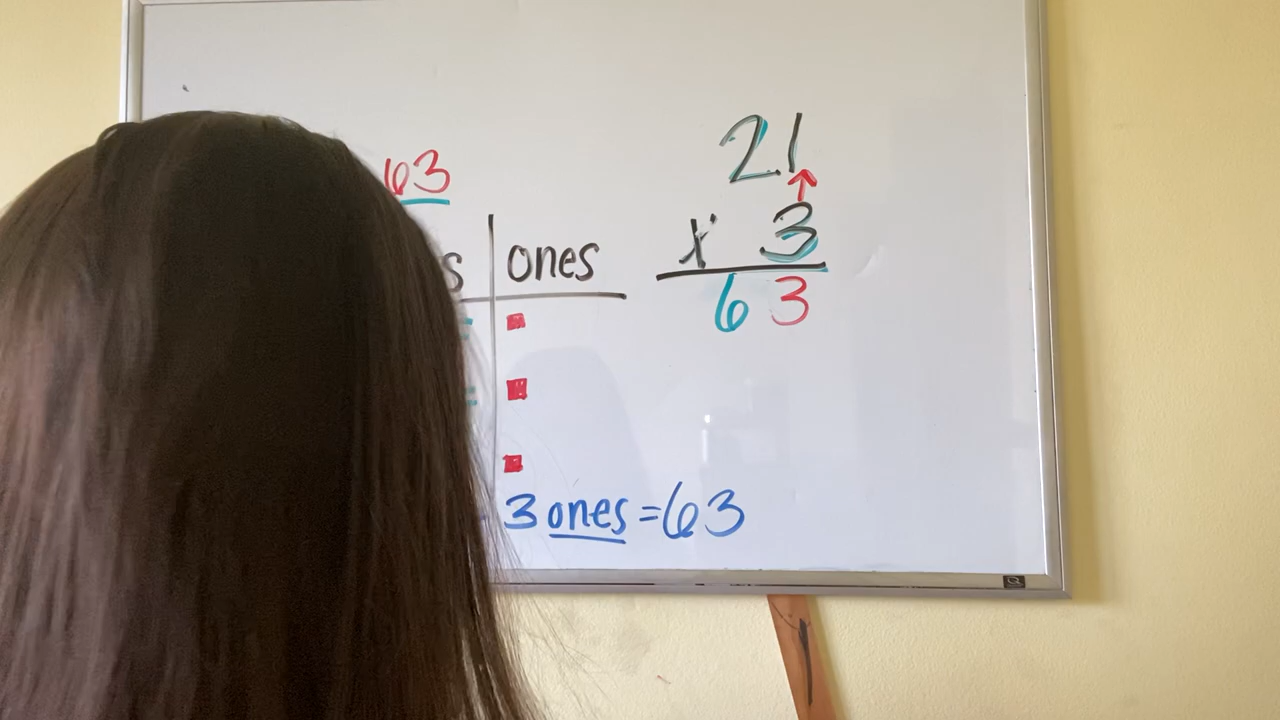 63
ones
3 ones = 63
21
x 3
63